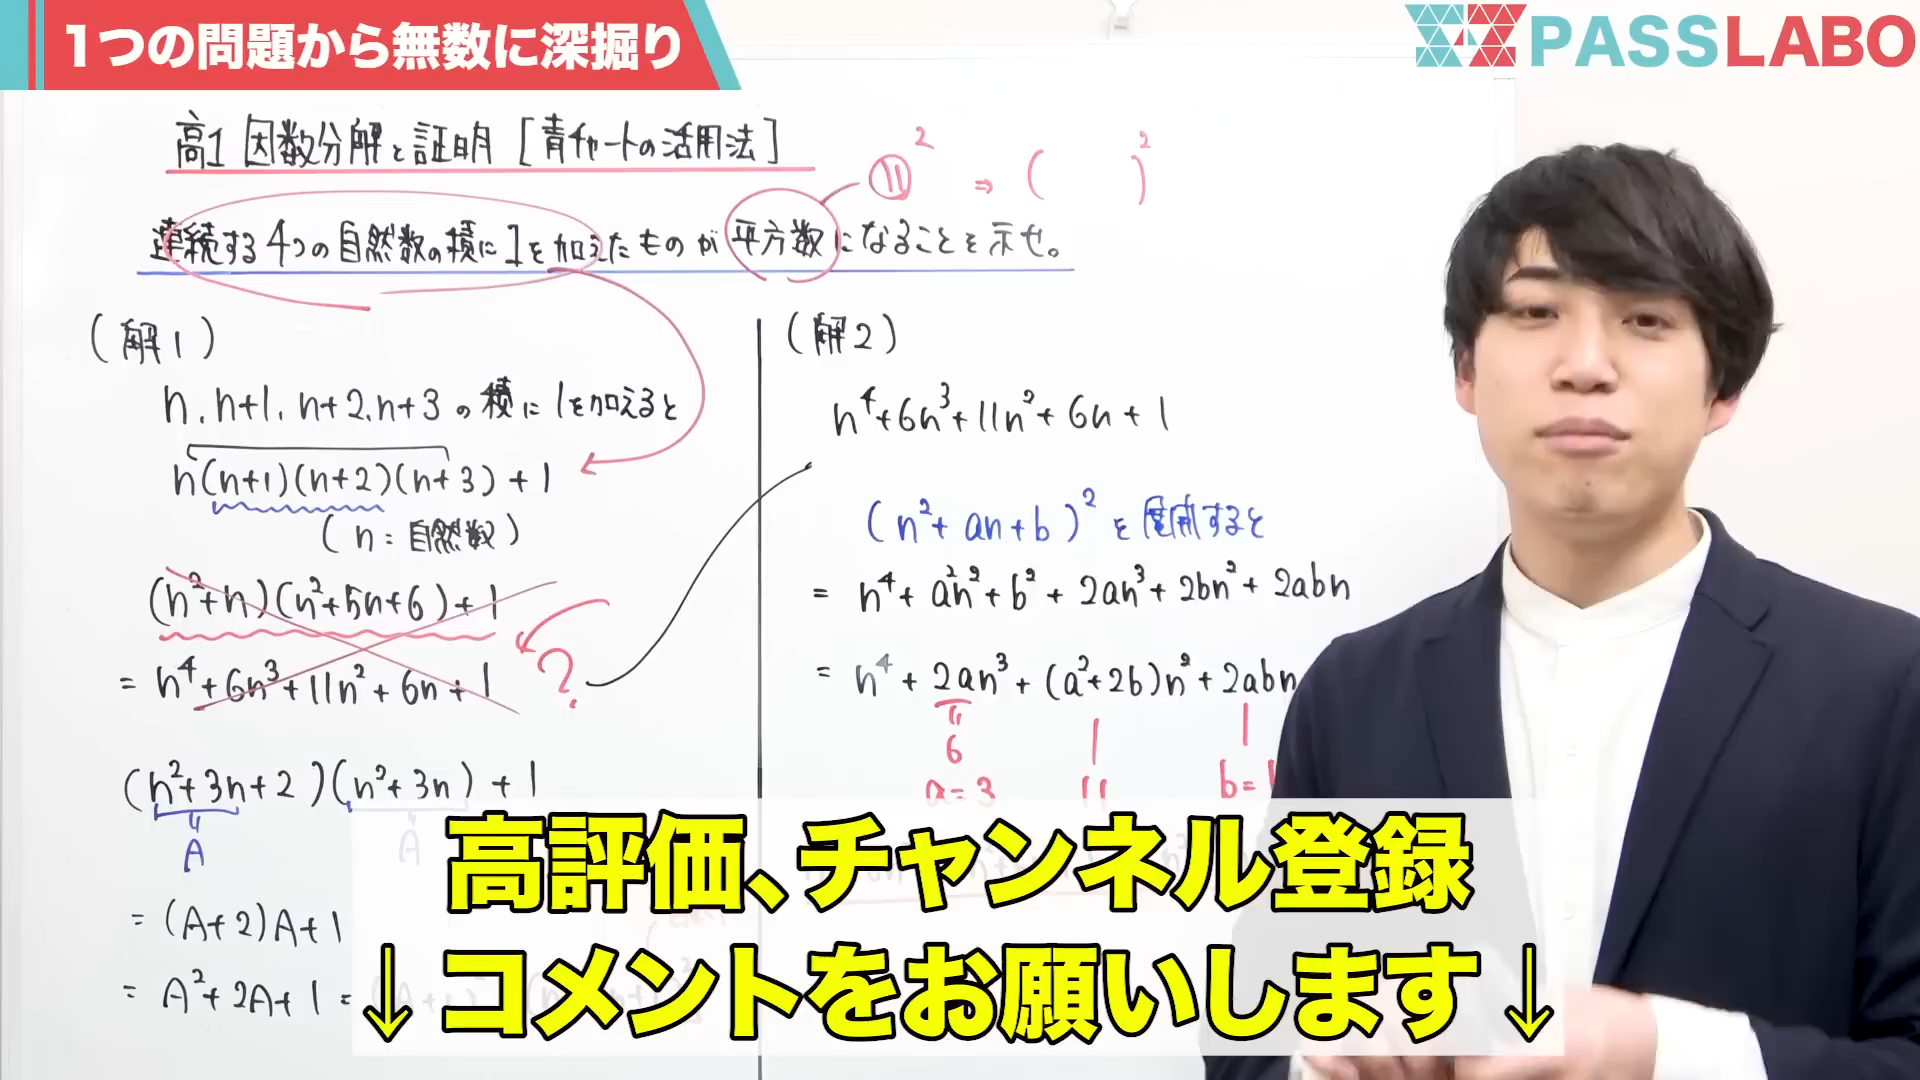 1つの問題から無数に深掘り
PASSLABO
高1 因数分解と証明 [青チャートの活用法]
11² ⇒ (　　)²
連続する4つの自然数の積に1を加えたものが平方数になることを示せ。
(解1)
n, n+1, n+2, n+3 の積に1を加えると
n(n+1)(n+2)(n+3)+1
(n:自然数)
(n²+n)(n²+5n+6)+1
= n⁴+6n³+11n²+6n+1 ?
(n²+3n+2)(n²+3n)+1
A A
= (A+2)A+1
= A²+2A+1 =
(解2)
n⁴+6n³+11n²+6n+1
(n²+an+b)² を展開すると
= n⁴+a²n²+b²+2an³+2bn²+2abn
= n⁴+2an³+(a²+2b)n²+2abn
6
a=3 11 b=1
高評価、チャンネル登録
↓コメントをお願いします↓